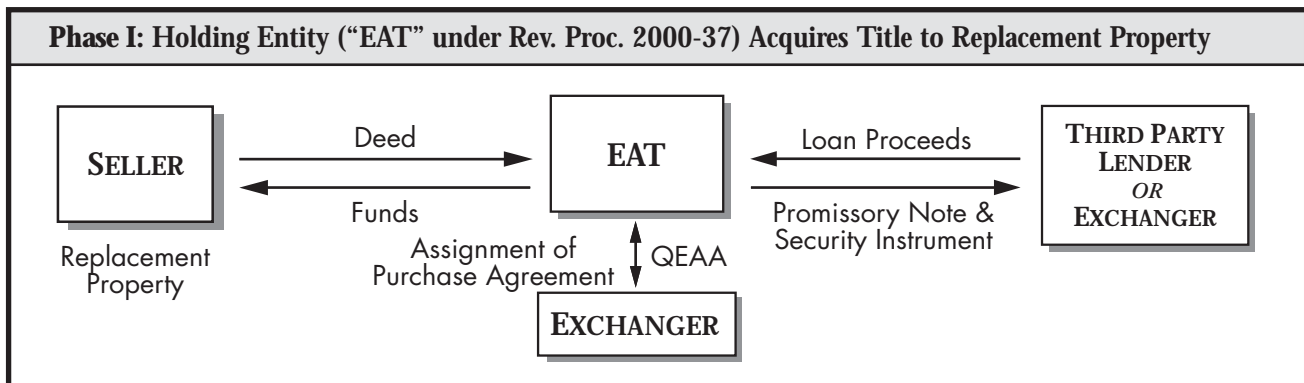 Phase I: Holding Entity (“EAT” under Rev. Proc. 2000-37) Acquires Title to Replacement Property
SELLER
Replacement
Property
Deed
Funds
EAT
Loan Proceeds
Promissory Note &
Security Instrument
THIRD PARTY
LENDER
OR
EXCHANGER
Assignment of
Purchase Agreement
QEAA
EXCHANGER